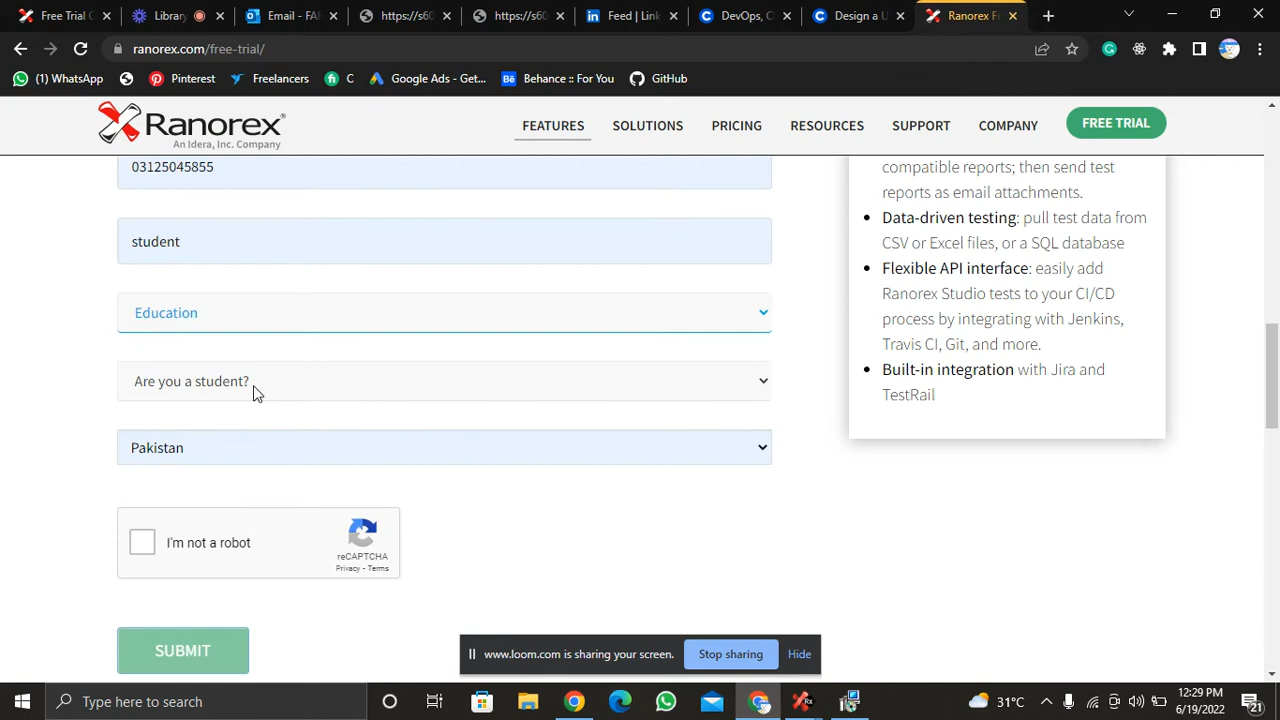 Free Trial C
Library
Email - FAH
https://s60
https://s60
Feed | Link
DevOps, C
Design a U
Ranorex Fr
ranorex.com/free-trial/
(1) WhatsApp
Pinterest
Freelancers
C
Google Ads - Get...
Behance :: For You
GitHub
Ranorex
An Idera, Inc. Company
FEATURES
SOLUTIONS
PRICING
RESOURCES
SUPPORT
COMPANY
FREE TRIAL
03125045855
student
Education
Are you a student?
Pakistan
I'm not a robot
reCAPTCHA
Privacy - Terms
SUBMIT
compatible reports; then send test
reports as email attachments.
Data-driven testing: pull test data from
CSV or Excel files, or a SQL database
Flexible API interface: easily add
Ranorex Studio tests to your CI/CD
process by integrating with Jenkins,
Travis CI, Git, and more.
Built-in integration with Jira and
TestRail
www.loom.com is sharing your screen.
Stop sharing
Hide
Type here to search
31°C
12:29 PM
6/19/2022
21